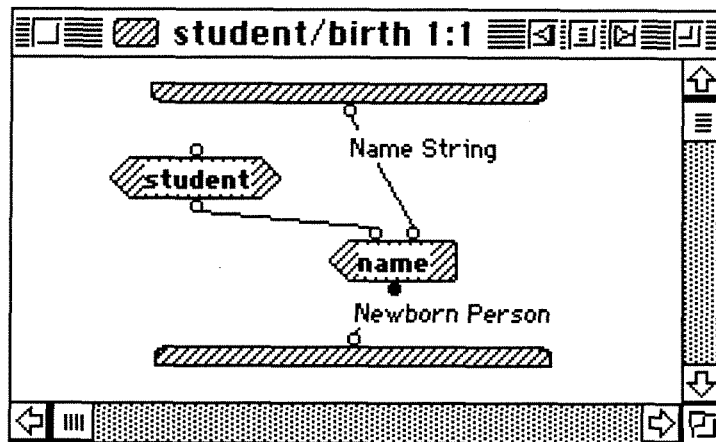 student/birth 1:1
Name String
student
name
Newborn Person